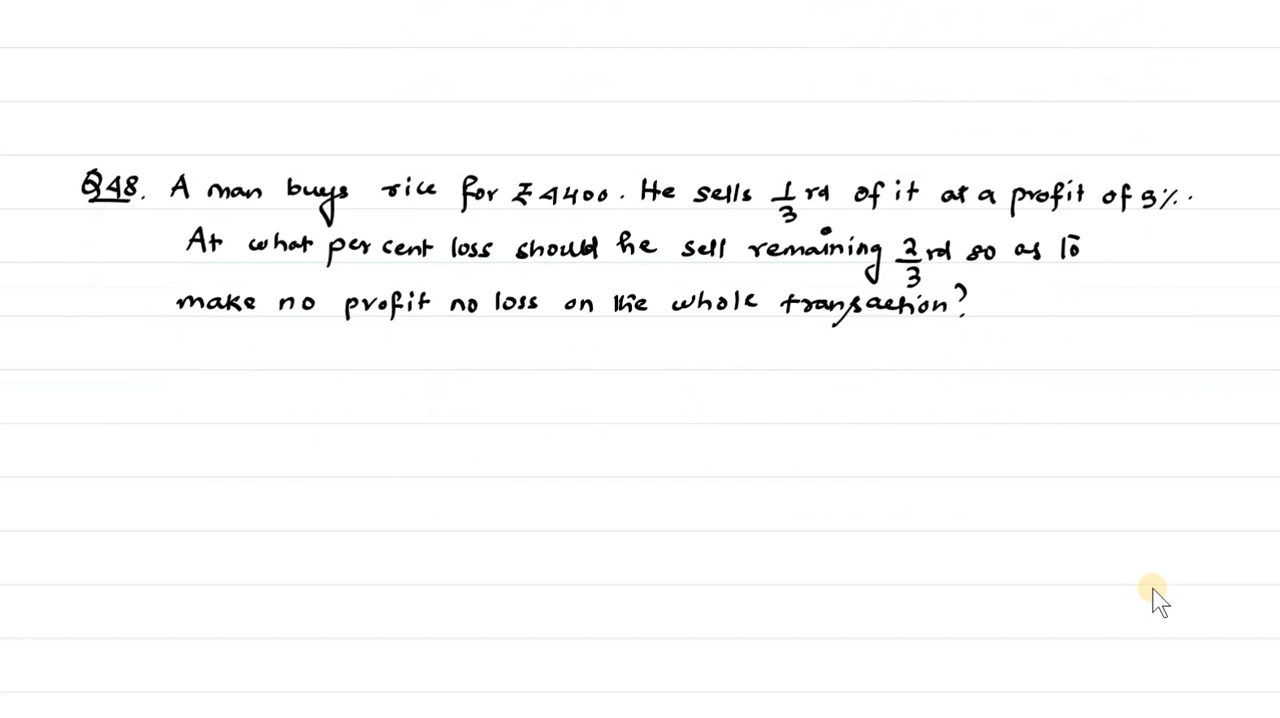 Q48. A man buys rice for ₹4400. He sells 1/3 rd of it at a profit of 5%.
At what per cent loss should he sell remaining 2/3 rd so as to
make no profit no loss on the whole transaction?